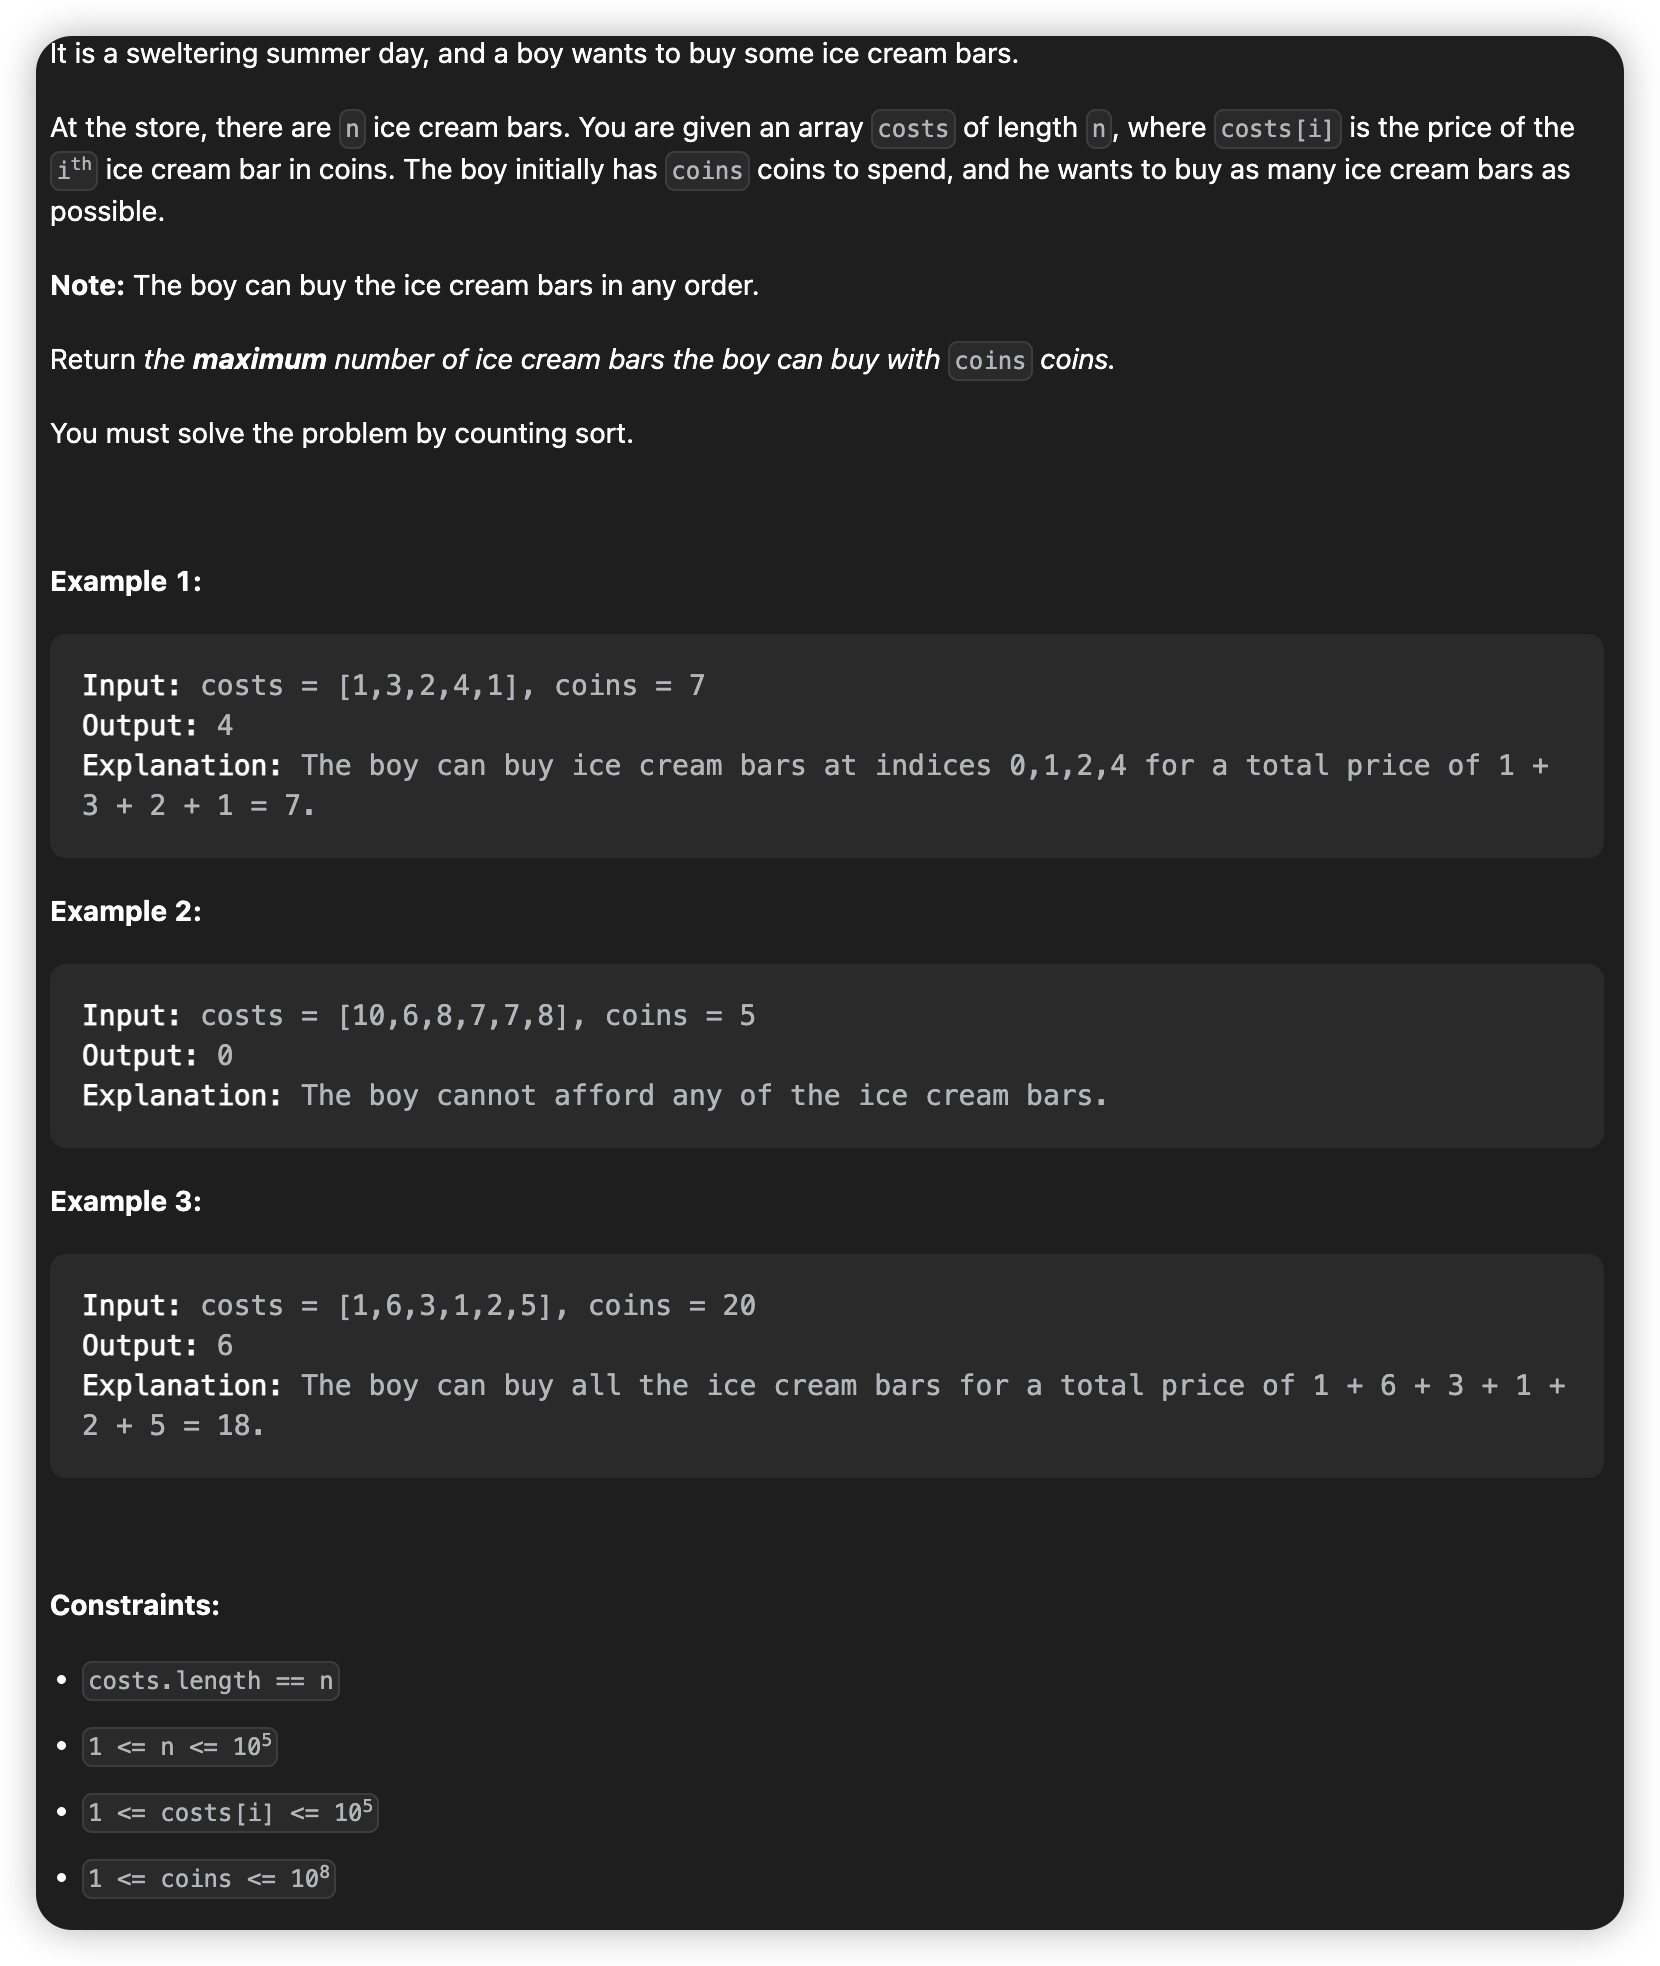 It is a sweltering summer day, and a boy wants to buy some ice cream bars.
At the store, there are n ice cream bars. You are given an array costs of length n, where costs[i] is the price of the
iᵗʰ ice cream bar in coins. The boy initially has coins coins to spend, and he wants to buy as many ice cream bars as
possible.
Note: The boy can buy the ice cream bars in any order.
Return the maximum number of ice cream bars the boy can buy with coins coins.
You must solve the problem by counting sort.
Example 1:
Input: costs = [1,3,2,4,1], coins = 7
Output: 4
Explanation: The boy can buy ice cream bars at indices 0,1,2,4 for a total price of 1 +
3 + 2 + 1 = 7.
Example 2:
Input: costs = [10,6,8,7,7,8], coins = 5
Output: 0
Explanation: The boy cannot afford any of the ice cream bars.
Example 3:
Input: costs = [1,6,3,1,2,5], coins = 20
Output: 6
Explanation: The boy can buy all the ice cream bars for a total price of 1 + 6 + 3 + 1 +
2 + 5 = 18.
Constraints:
• costs.length == n
• 1 <= n <= 10⁵
• 1 <= costs[i] <= 10⁵
• 1 <= coins <= 10⁸